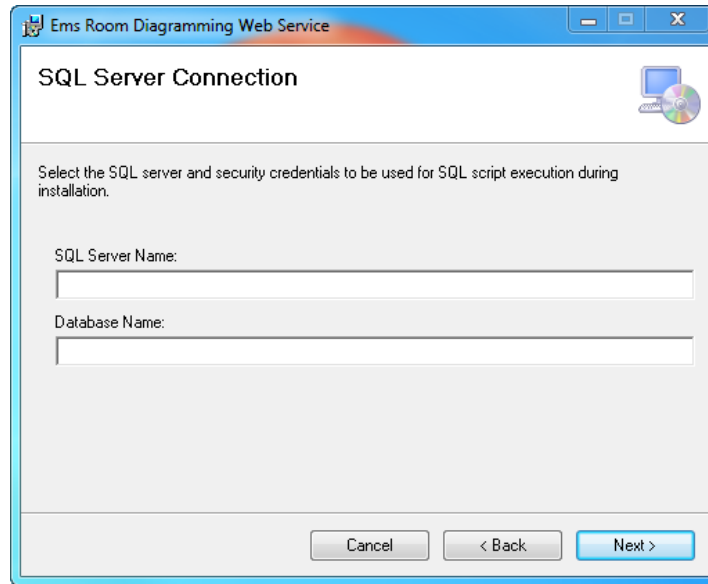 Ems Room Diagramming Web Service
SQL Server Connection
Select the SQL server and security credentials to be used for SQL script execution during
installation.
SQL Server Name:
Database Name:
Cancel
< Back
Next >